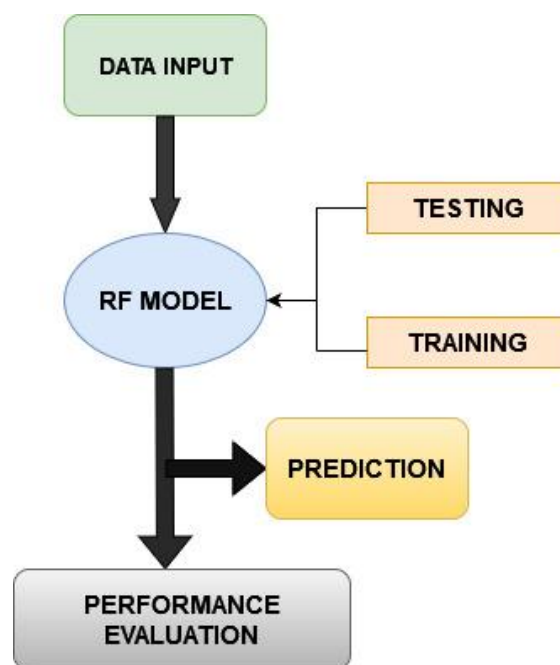 DATA INPUT
TESTING
RF MODEL
TRAINING
PREDICTION
PERFORMANCE
EVALUATION